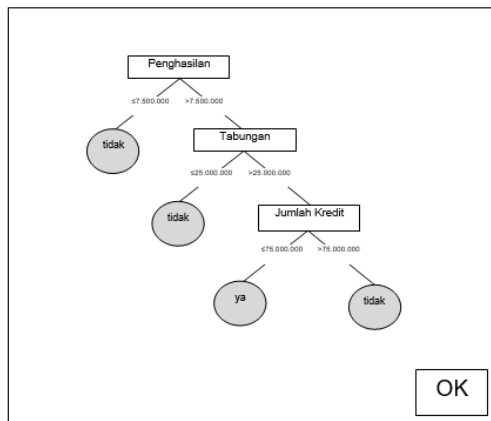 Penghasilan
≤7.500.000 >7.500.000
tidak
Tabungan
≤25.000.000 >25.000.000
tidak
Jumlah Kredit
≤75.000.000 >75.000.000
ya
tidak
OK